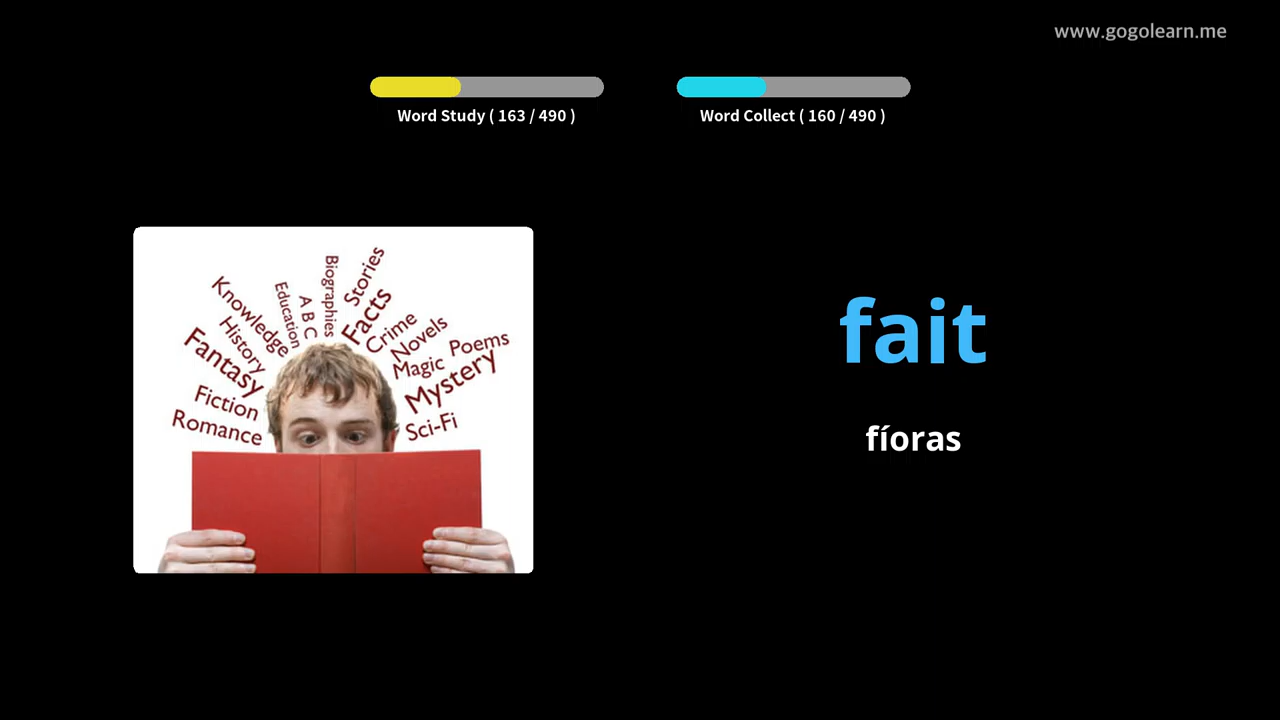 www.gogolearn.me
Word Study ( 163 / 490 )
Word Collect ( 160 / 490 )
Stories
Biographies
Facts
A B C
Education
Knowledge
Crime
History
Novels
Poems
Fantasy
Magic
Mystery
Fiction
Sci-Fi
Romance
fait
fíoras